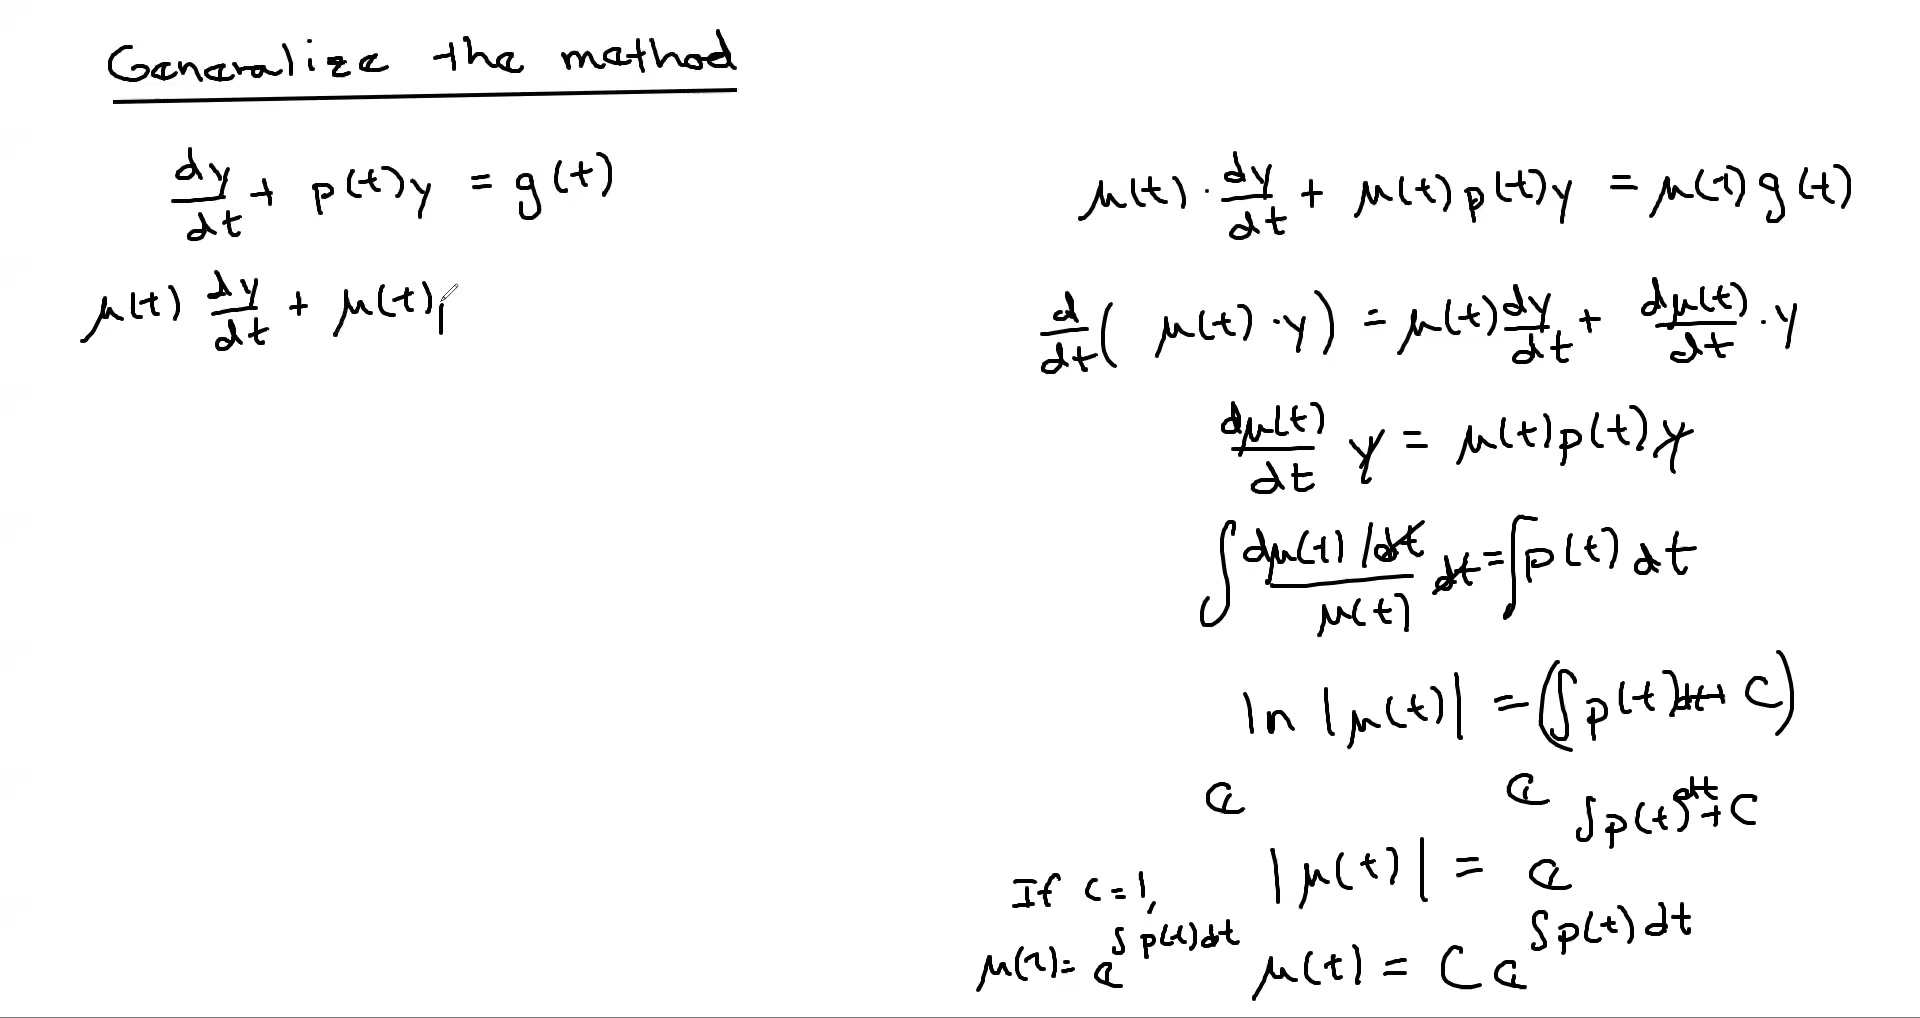 Generalize the method
dy/dt + p(t)y = g(t)
μ(t) dy/dt + μ(t)
μ(t) · dy/dt + μ(t)p(t)y = μ(t)g(t)
d/dt( μ(t) · y) = μ(t)dy/dt + dμ(t)/dt · y
dμ(t)/dt y = μ(t)p(t)y
∫ dμ(t)/dt / μ(t) dt = ∫p(t) dt
ln |μ(t)| = (∫p(t)dt + C)
e e
|μ(t)| = e^∫p(t)dt + C
If c = 1,
μ(t) = e^∫p(t)dt
μ(t) = C e^∫p(t) dt